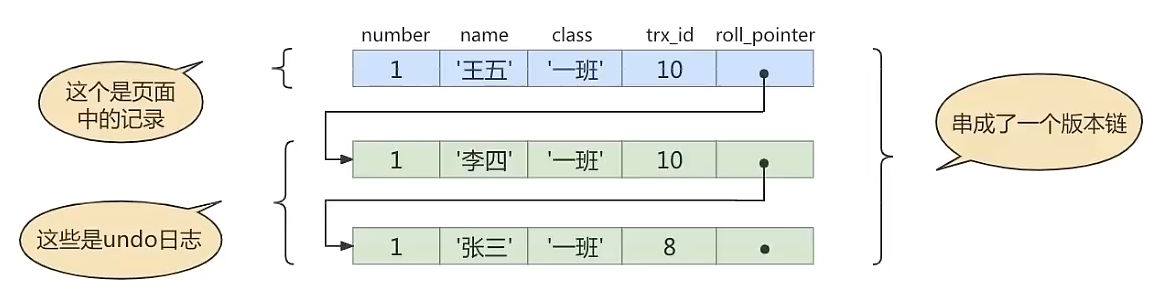 number name class trx_id roll_pointer
1 '王五' '一班' 10
这个是页面
中的记录
串成了一个版本链
1 '李四' '一班' 10
这些是undo日志
1 '张三' '一班' 8